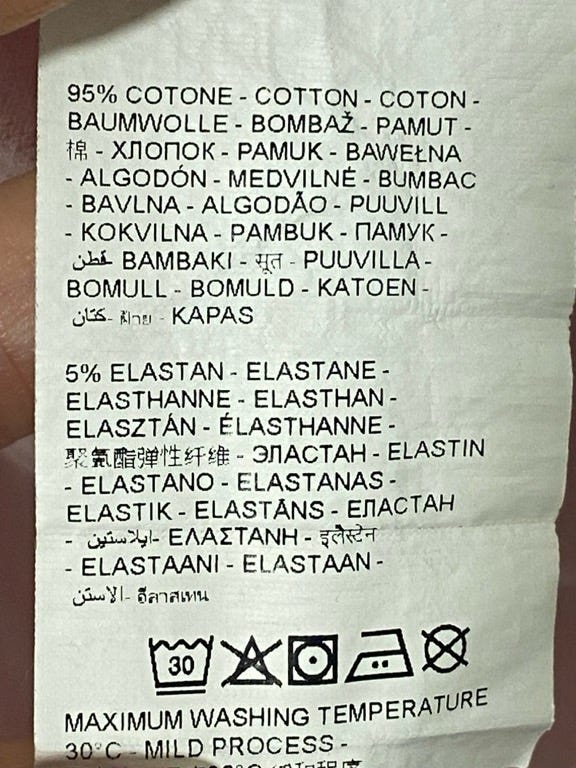 95% COTONE - COTTON - COTON -
BAUMWOLLE - BOMBAŽ - PAMUT -
棉 - ХЛОПОК - PAMUK - BAWEŁNA
- ALGODÓN - MEDVILNĖ - BUMBAC
- BAVLNA - ALGODÃO - PUUVILL
- KOKVILNA - PAMBUK - ПАМУК -
قطن BAMBAKI - सूत - PUUVILLA -
BOMULL - BOMULD - KATOEN -
كتان - ฝ้าย - KAPAS
5% ELASTAN - ELASTANE -
ELASTHANNE - ELASTHAN -
ELASZTÁN - ÉLASTHANNE -
聚氨酯弹性纤维 - ЭЛАСТАН - ELASTIN
- ELASTANO - ELASTANAS -
ELASTIK - ELASTĀNS - ЕЛАСТАН
- ايلاستين - ΕΛΑΣΤΑΝΗ - इलेस्टेन
- ELASTAANI - ELASTAAN -
الاستن - อีลาสเทน
30
MAXIMUM WASHING TEMPERATURE
30°C - MILD PROCESS -